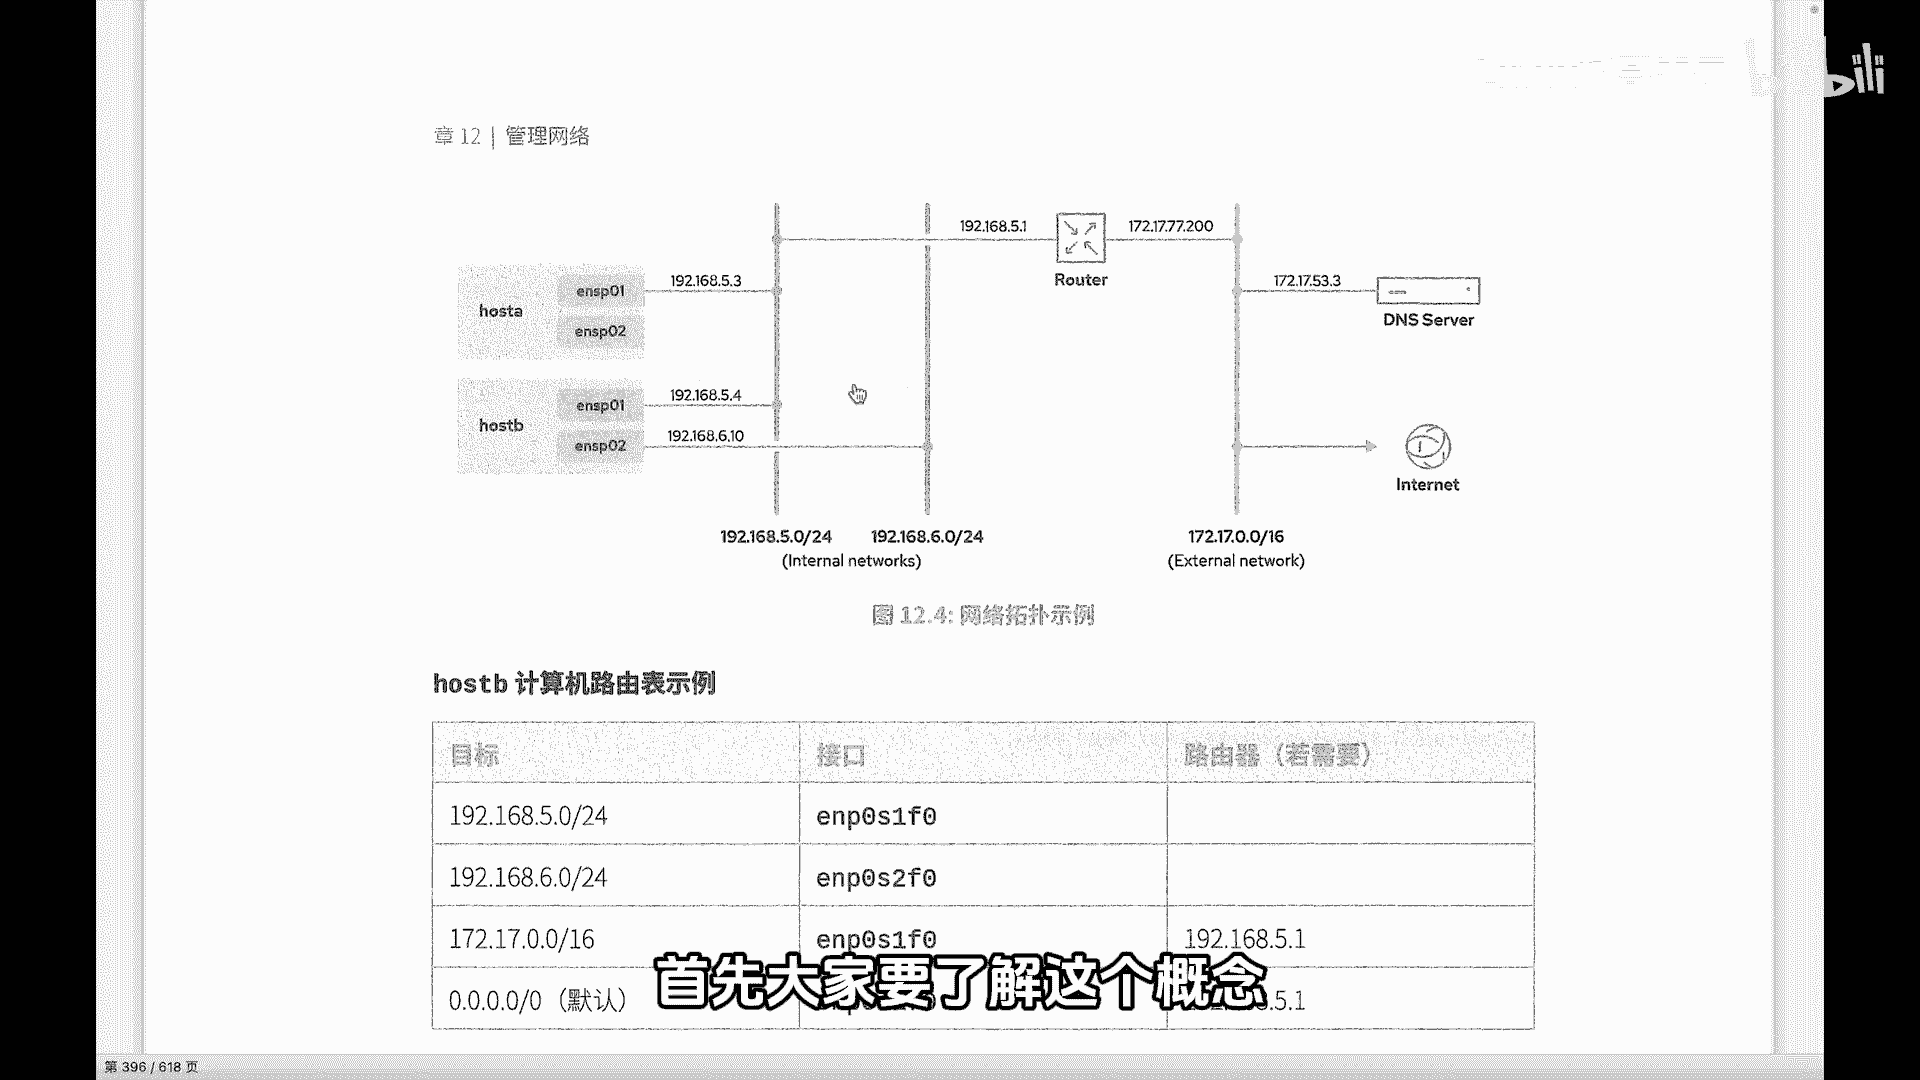 bili
章 12 | 管理网络
192.168.5.1
172.17.77.200
Router
192.168.5.3
172.17.53.3
DNS Server
hosta
ensp01
ensp02
192.168.5.4
hostb
ensp01
ensp02
192.168.6.10
Internet
192.168.5.0/24
192.168.6.0/24
(Internal networks)
172.17.0.0/16
(External network)
图 12.4: 网络拓扑示例
hostb 计算机路由表示例
目标 接口 路由器（若需要）
192.168.5.0/24 enp0s1f0
192.168.6.0/24 enp0s2f0
172.17.0.0/16 enp0s1f0 192.168.5.1
0.0.0.0/0（默认） .5.1
首先大家要了解这个概念
第 396 / 618 页